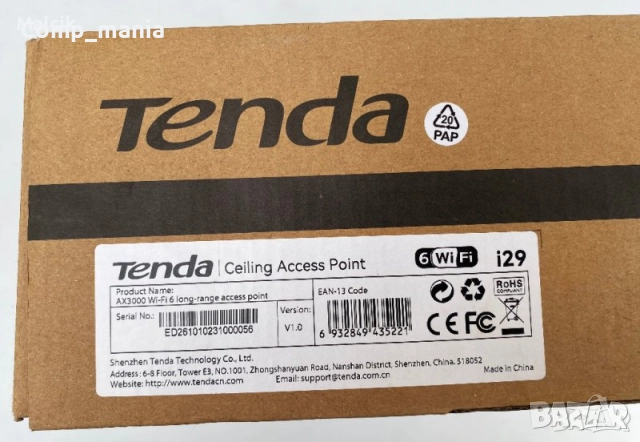 Malsik_
Comp_mania
Tenda
20
PAP
Tenda | Ceiling Access Point
6 WiFi i29
Product Name:
AX3000 Wi-Fi 6 long-range access point
Serial No.:
ED261010231000056
Version:
V1.0
EAN-13 Code
6 932849 435221
RoHS
COMPLIANT
CE FC
Shenzhen Tenda Technology Co., Ltd.
Address: 6-8 Floor, Tower E3, NO.1001, Zhongshanyuan Road, Nanshan District, Shenzhen, China. 518052
Website: http://www.tendacn.com Email: support@tenda.com.cn
Made in China
Bazar
bg